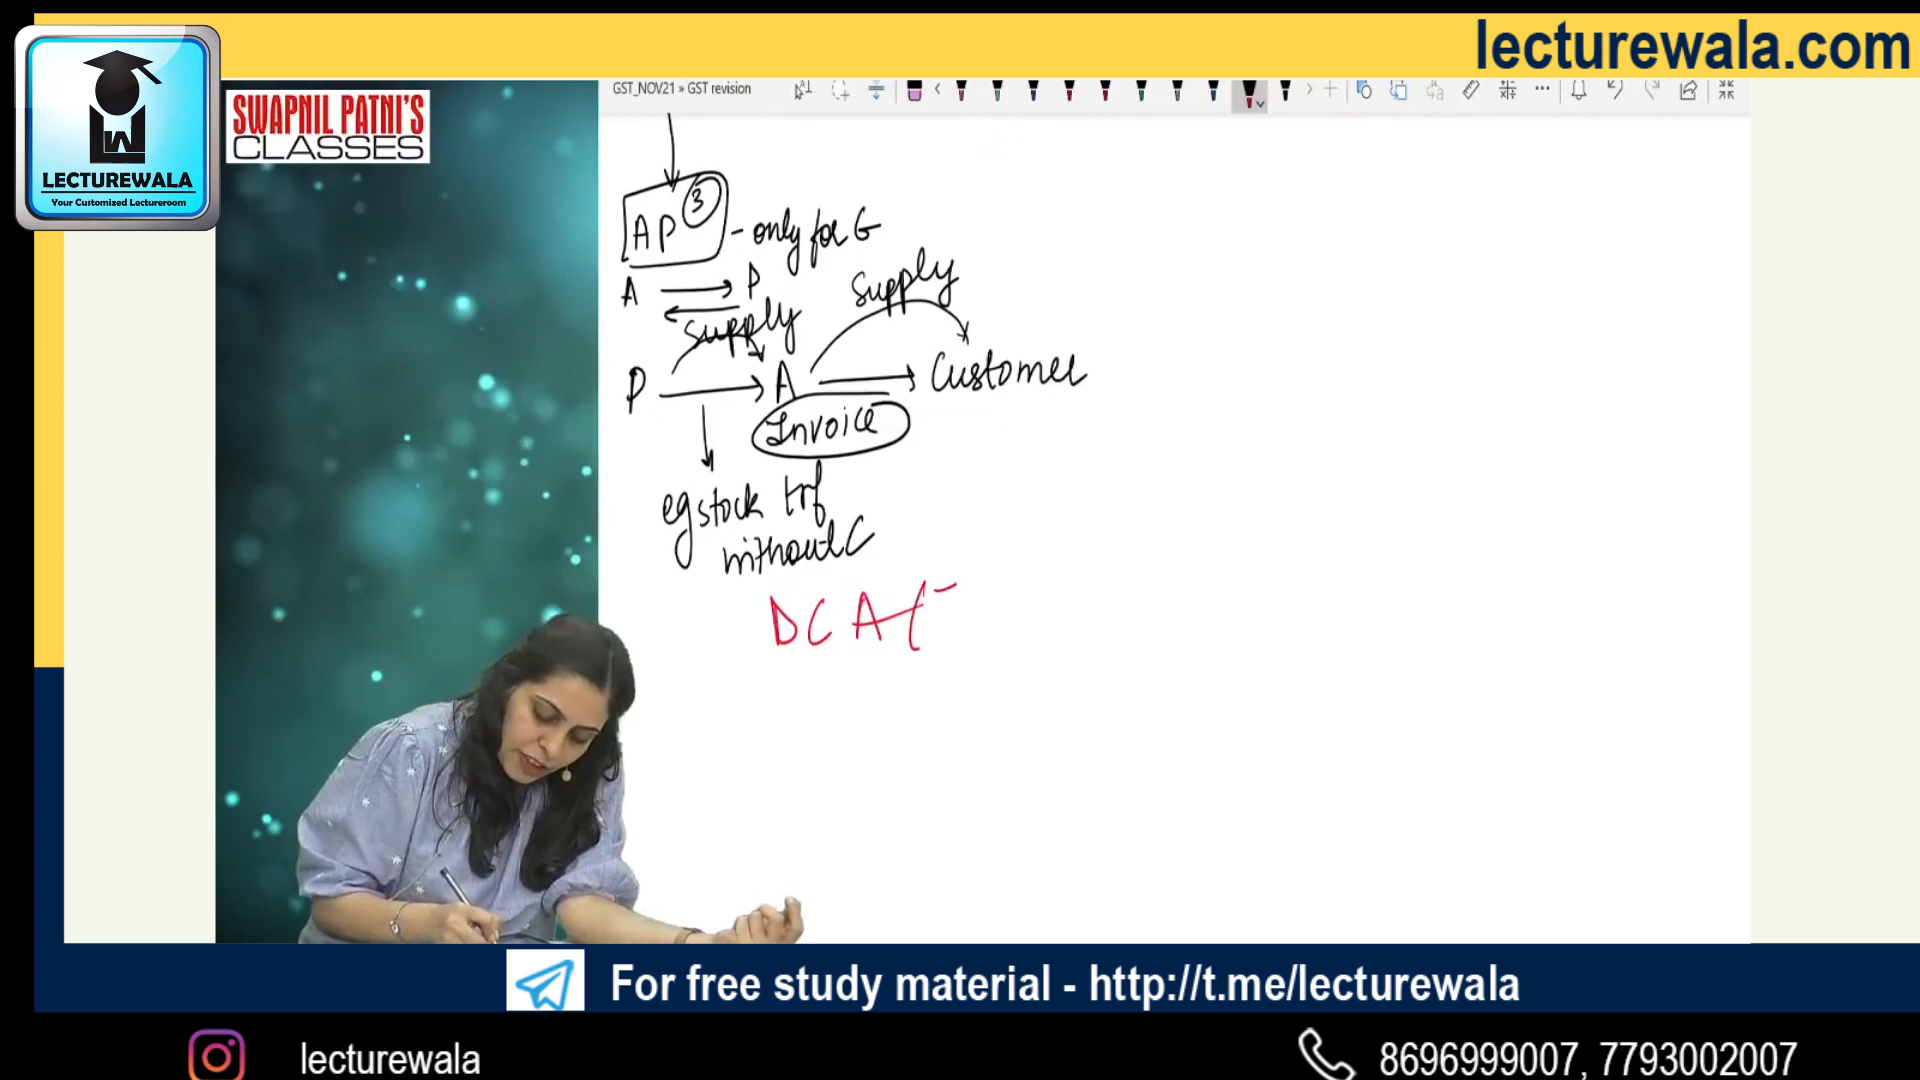 lecturewala.com
GST_NOV21 » GST revision
SWAPNIL PATNI'S
CLASSES
LW
LECTUREWALA
Your Customized Lectureroom
AP 3 - only for G
A P
Supply
Supply
P A Customer
Invoice
eg stock trf
without C
DCA
For free study material - http://t.me/lecturewala
lecturewala
8696999007, 7793002007